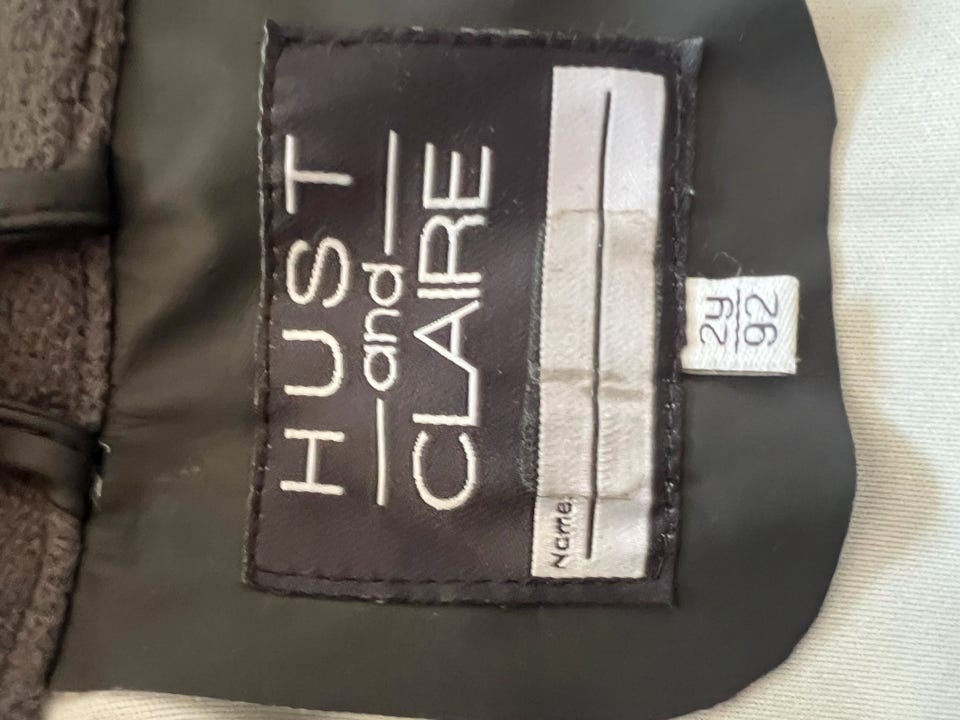 HUST
and
CLAIRE
Name:
2y
92